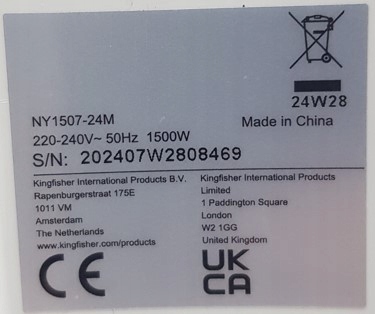 24W28
NY1507-24M
Made in China
220-240V~ 50Hz 1500W
S/N: 202407W2808469
Kingfisher International Products B.V.
Rapenburgerstraat 175E
1011 VM
Amsterdam
The Netherlands
www.kingfisher.com/products
Kingfisher International Products
Limited
1 Paddington Square
London
W2 1GG
United Kingdom
CE
UK
CA